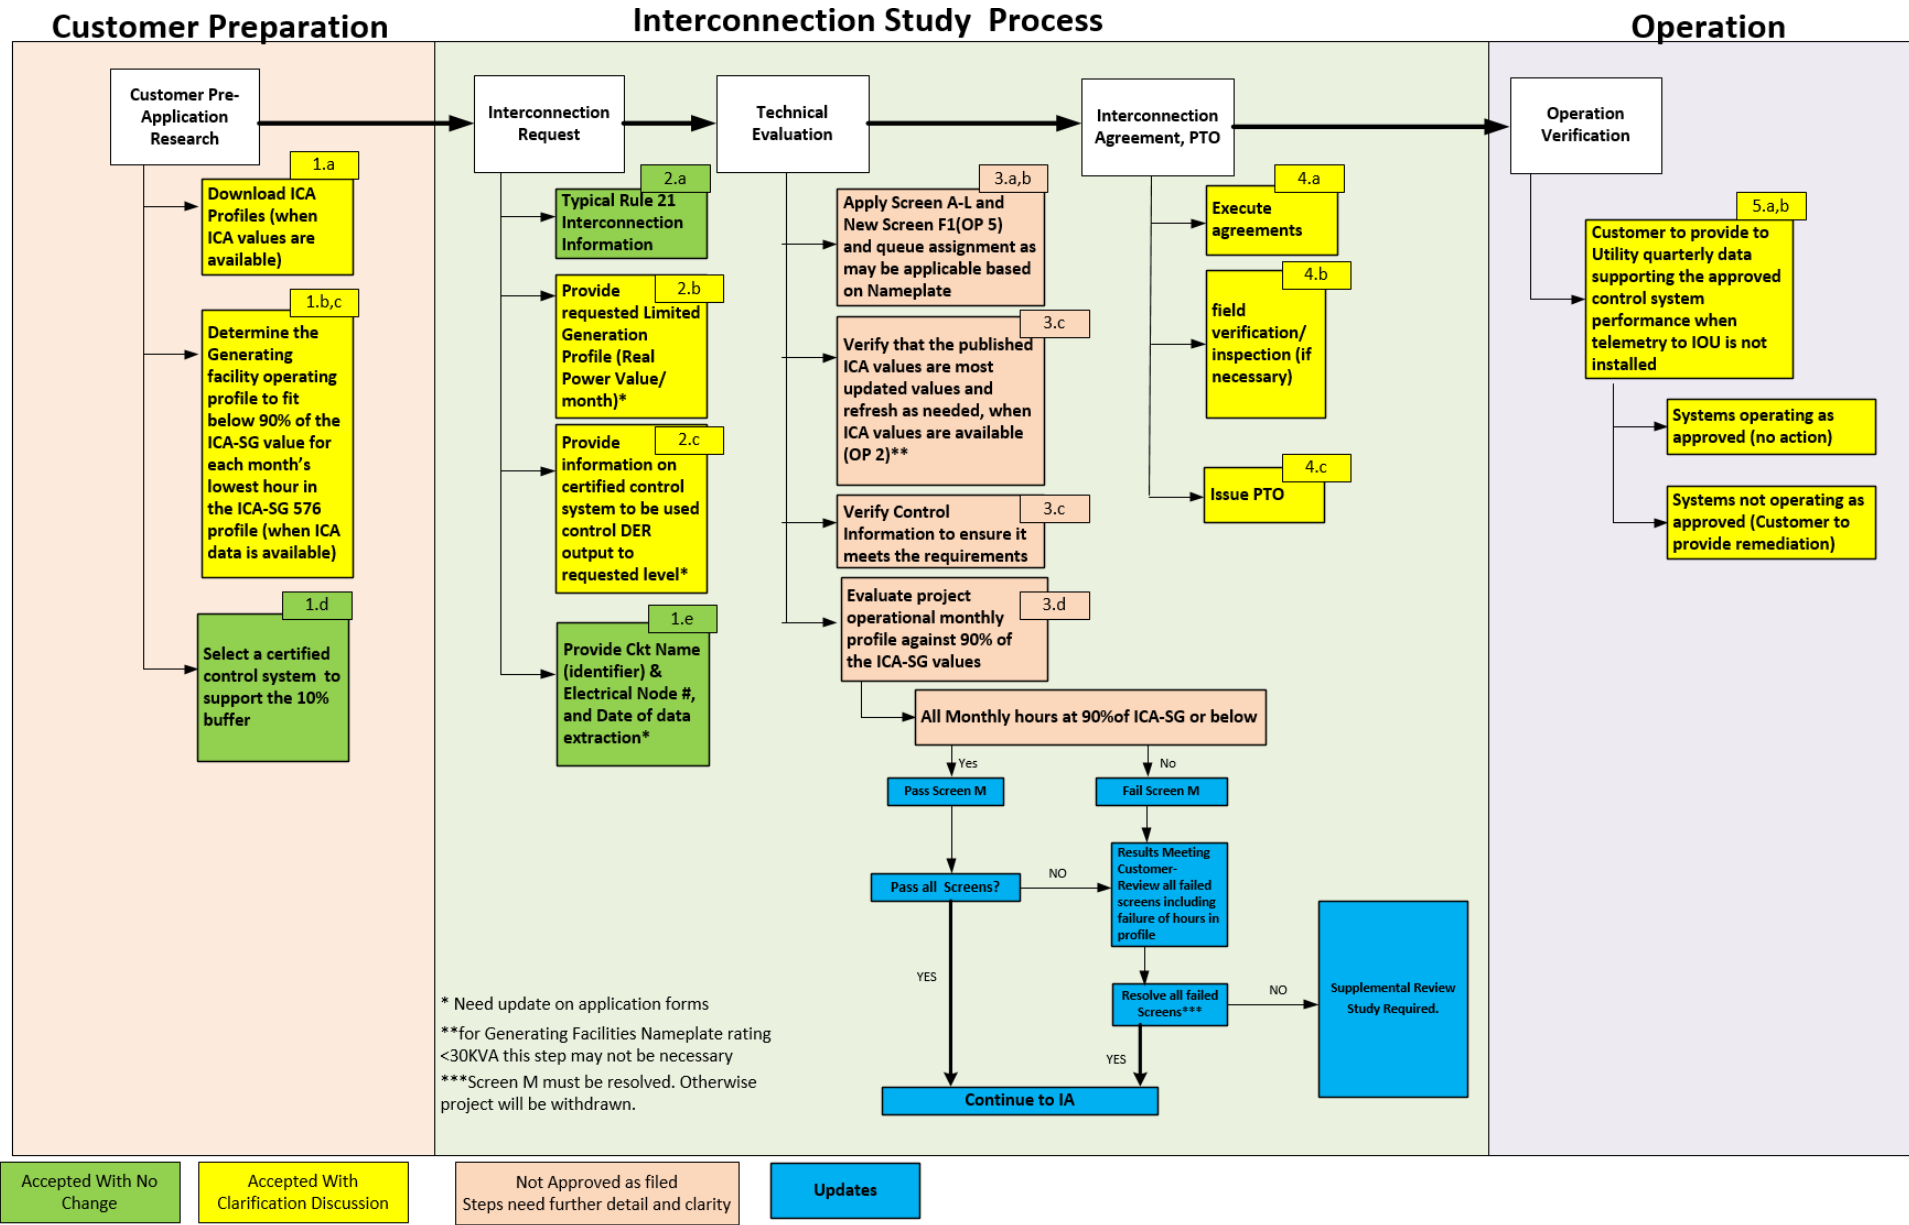 Customer Preparation
Interconnection Study  Process
Operation
Customer Pre-
Application
Research
Interconnection
Request
Technical
Evaluation
Interconnection
Agreement, PTO
Operation
Verification
1.a
Download ICA
Profiles (when
ICA values are
available)
1.b,c
Determine the
Generating
facility operating
profile to fit
below 90% of the
ICA-SG value for
each month's
lowest hour in
the ICA-SG 576
profile (when ICA
data is available)
1.d
Select a certified
control system  to
support the 10%
buffer
2.a
Typical Rule 21
Interconnection
Information
2.b
Provide
requested Limited
Generation
Profile (Real
Power Value/
month)*
2.c
Provide
information on
certified control
system to be used
control DER
output to
requested level*
1.e
Provide Ckt Name
(identifier) &
Electrical Node #,
and Date of data
extraction*
3.a,b
Apply Screen A-L and
New Screen F1(OP 5)
and queue assignment as
may be applicable based
on Nameplate
3.c
Verify that the published
ICA values are most
updated values and
refresh as needed, when
ICA values are available
(OP 2)**
3.c
Verify Control
Information to ensure it
meets the requirements
3.d
Evaluate project
operational monthly
profile against 90% of
the ICA-SG values
All Monthly hours at 90%of ICA-SG or below
Yes
No
Pass Screen M
Fail Screen M
Results Meeting
Customer-
Review all failed
screens including
failure of hours in
profile
Pass all  Screens?
NO
YES
Resolve all failed
Screens***
NO
YES
Supplemental Review
Study Required.
Continue to IA
4.a
Execute
agreements
4.b
field
verification/
inspection (if
necessary)
4.c
Issue PTO
5.a,b
Customer to provide to
Utility quarterly data
supporting the approved
control system
performance when
telemetry to IOU is not
installed
Systems operating as
approved (no action)
Systems not operating as
approved (Customer to
provide remediation)
* Need update on application forms
**for Generating Facilities Nameplate rating
<30KVA this step may not be necessary
***Screen M must be resolved. Otherwise
project will be withdrawn.
Accepted With No
Change
Accepted With
Clarification Discussion
Not Approved as filed
Steps need further detail and clarity
Updates